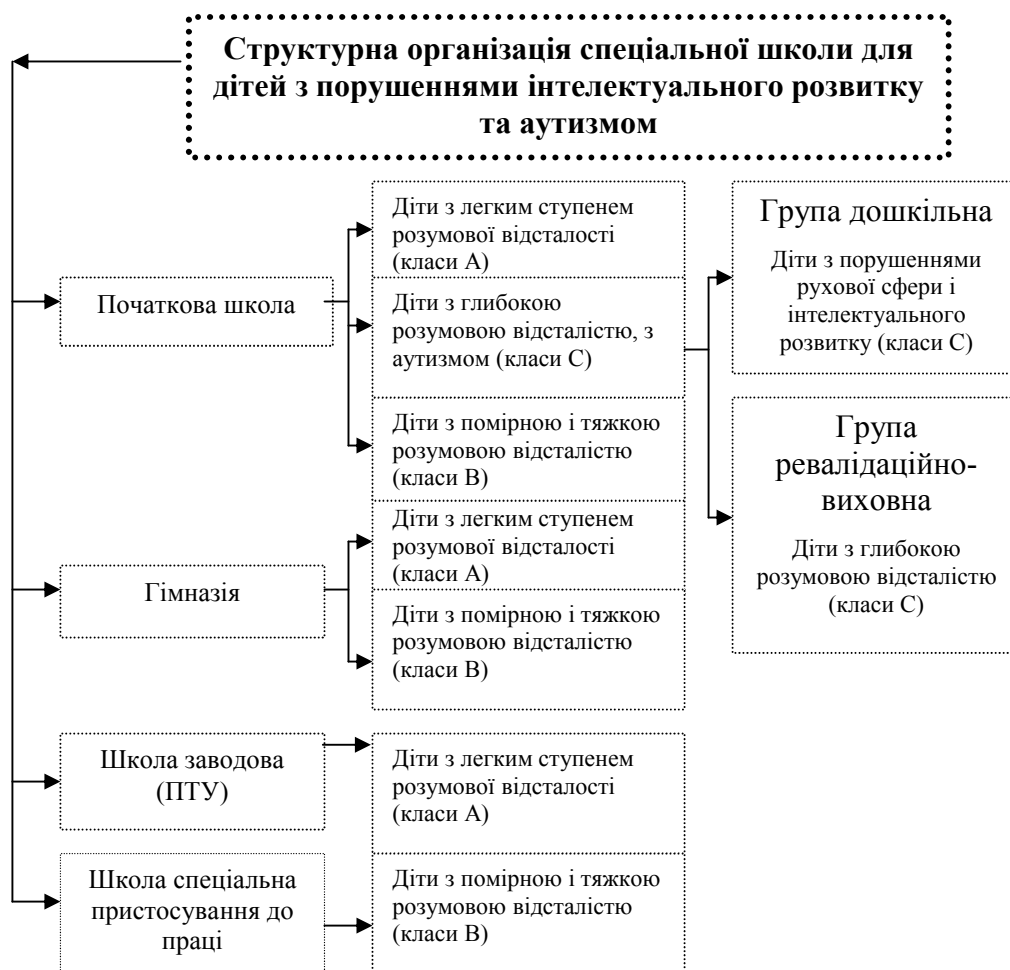 Структурна організація спеціальної школи для
дітей з порушеннями інтелектуального розвитку
та аутизмом
Початкова школа
Діти з легким ступенем
розумової відсталості
(класи А)
Діти з глибокою
розумовою відсталістю, з
аутизмом (класи С)
Діти з помірною і тяжкою
розумовою відсталістю
(класи В)
Група дошкільна
Діти з порушеннями
рухової сфери і
інтелектуального
розвитку (класи С)
Група
ревалідаційно-
виховна
Діти з глибокою
розумовою відсталістю
(класи С)
Гімназія
Діти з легким ступенем
розумової відсталості
(класи А)
Діти з помірною і тяжкою
розумовою відсталістю
(класи В)
Школа заводова
(ПТУ)
Діти з легким ступенем
розумової відсталості
(класи А)
Школа спеціальна
пристосування до
праці
Діти з помірною і тяжкою
розумовою відсталістю
(класи В)